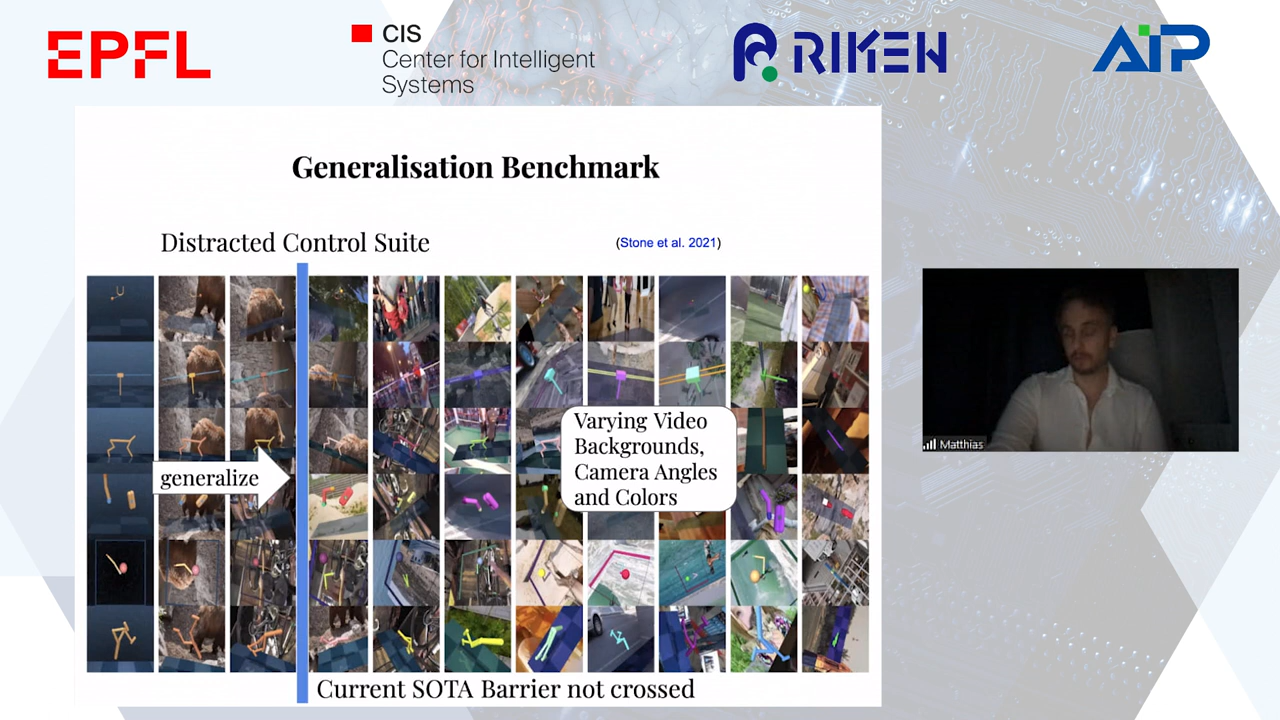 EPFL
CIS
Center for Intelligent
Systems
RIKEN
AIP
Generalisation Benchmark
Distracted Control Suite
(Stone et al. 2021)
generalize
Varying Video
Backgrounds,
Camera Angles
and Colors
Current SOTA Barrier not crossed
Matthias